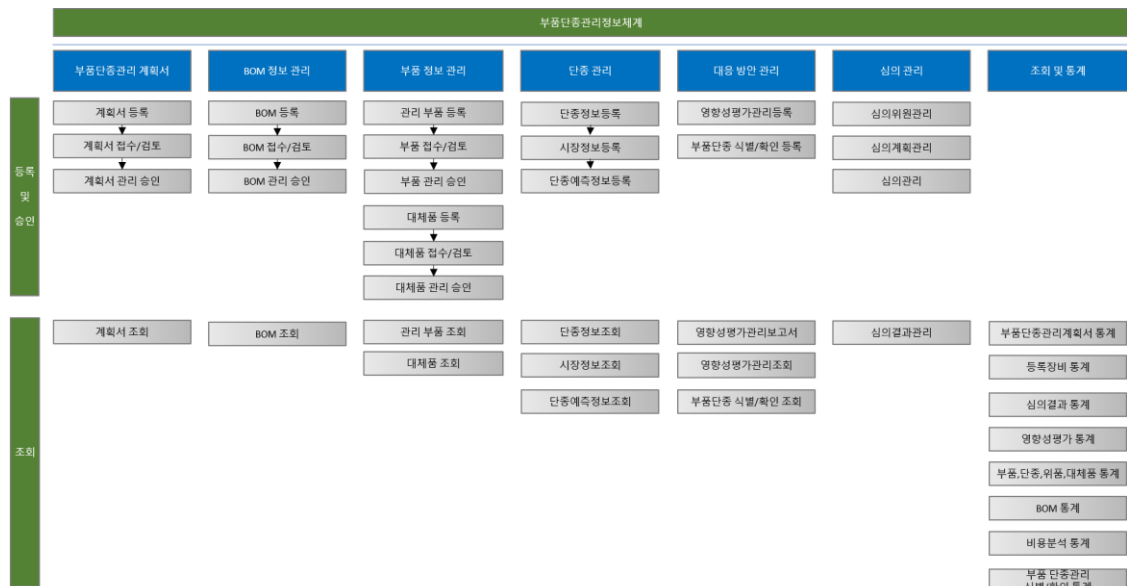 부품단종관리정보체계
부품단종관리 계획서
BOM 정보 관리
부품 정보 관리
단종 관리
대응 방안 관리
심의 관리
조회 및 통계
등록
및
승인
계획서 등록
계획서 접수/검토
계획서 관리 승인
BOM 등록
BOM 접수/검토
BOM 관리 승인
관리 부품 등록
부품 접수/검토
부품 관리 승인
대체품 등록
대체품 접수/검토
대체품 관리 승인
단종정보등록
시장정보등록
단종예측정보등록
영향성평가관리등록
부품단종 식별/확인 등록
심의위원관리
심의계획관리
심의관리
조회
계획서 조회
BOM 조회
관리 부품 조회
대체품 조회
단종정보조회
시장정보조회
단종예측정보조회
영향성평가관리보고서
영향성평가관리조회
부품단종 식별/확인 조회
심의결과관리
부품단종관리계획서 통계
등록장비 통계
심의결과 통계
영향성평가 통계
부품,단종,위품,대체품 통계
BOM 통계
비용분석 통계
부품 단종관리
식별/확인 통계